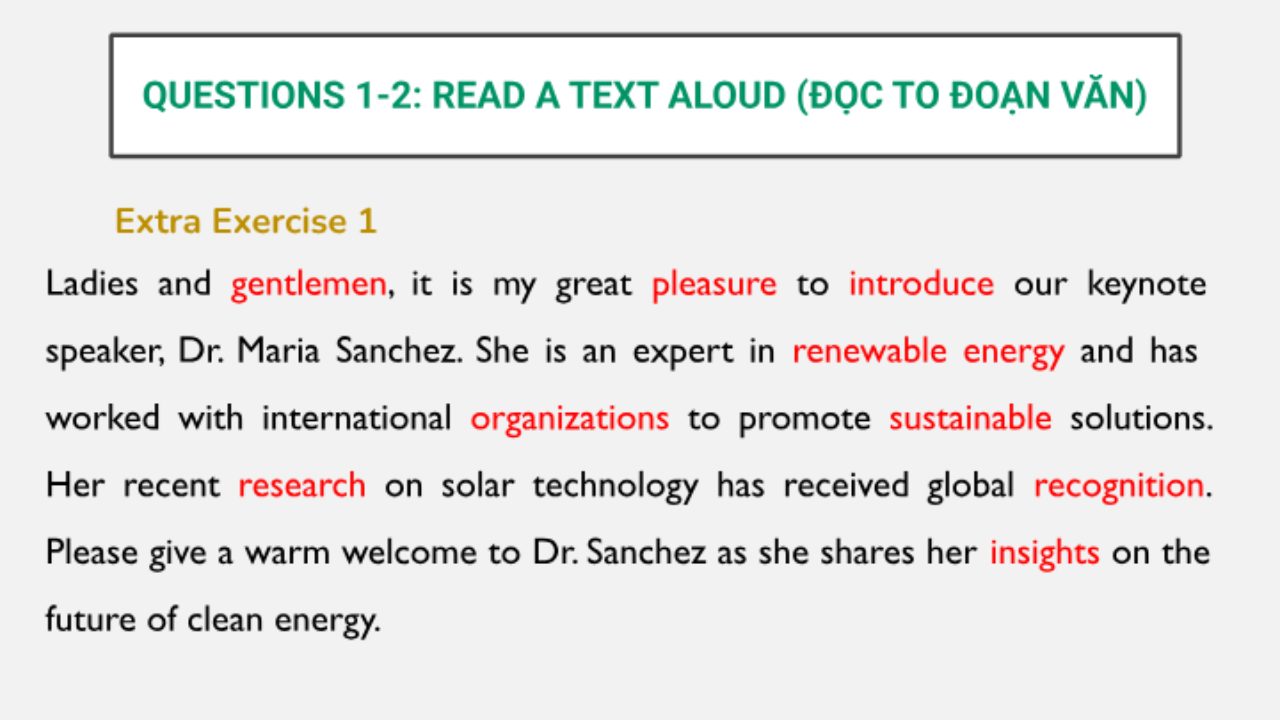 QUESTIONS 1-2: READ A TEXT ALOUD (ĐỌC TO ĐOẠN VĂN)
Extra Exercise 1
Ladies and gentlemen, it is my great pleasure to introduce our keynote
speaker, Dr. Maria Sanchez. She is an expert in renewable energy and has
worked with international organizations to promote sustainable solutions.
Her recent research on solar technology has received global recognition.
Please give a warm welcome to Dr. Sanchez as she shares her insights on the
future of clean energy.